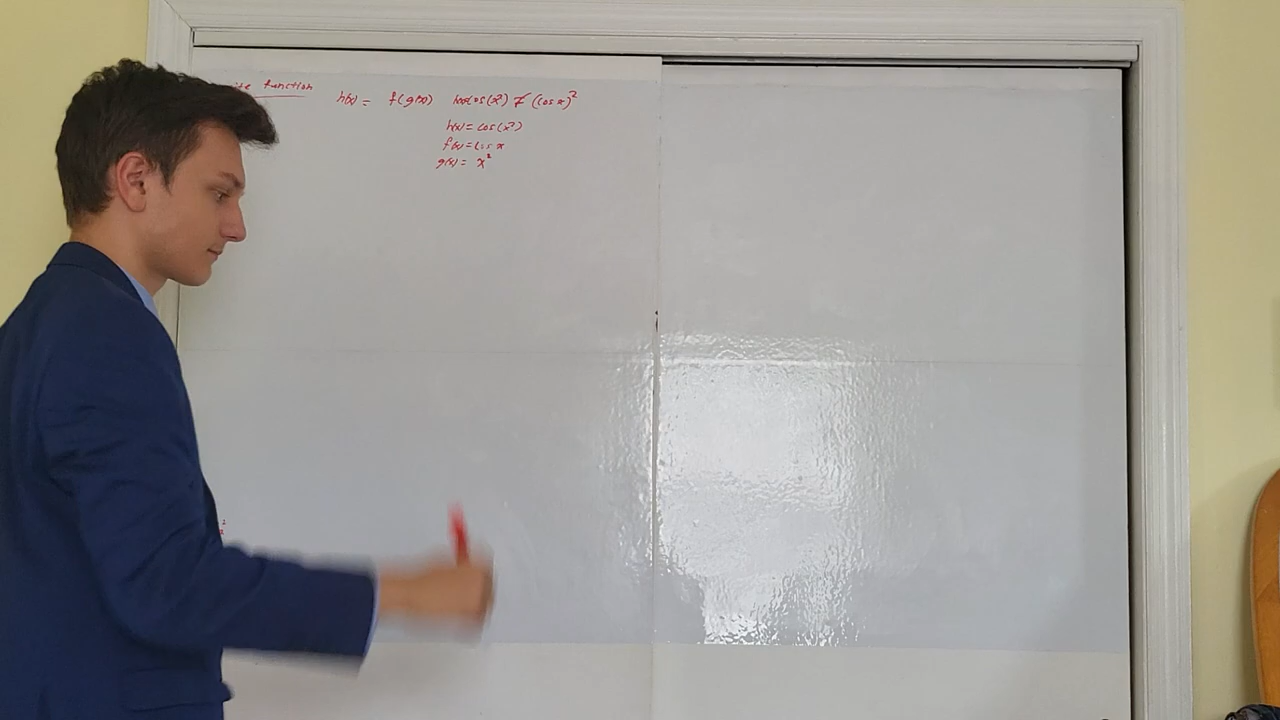 function h(x) = f(g(x)) cos(x²) ≠ (cos x)²
h(x) = cos(x²)
f(x) = cos x
g(x) = x²